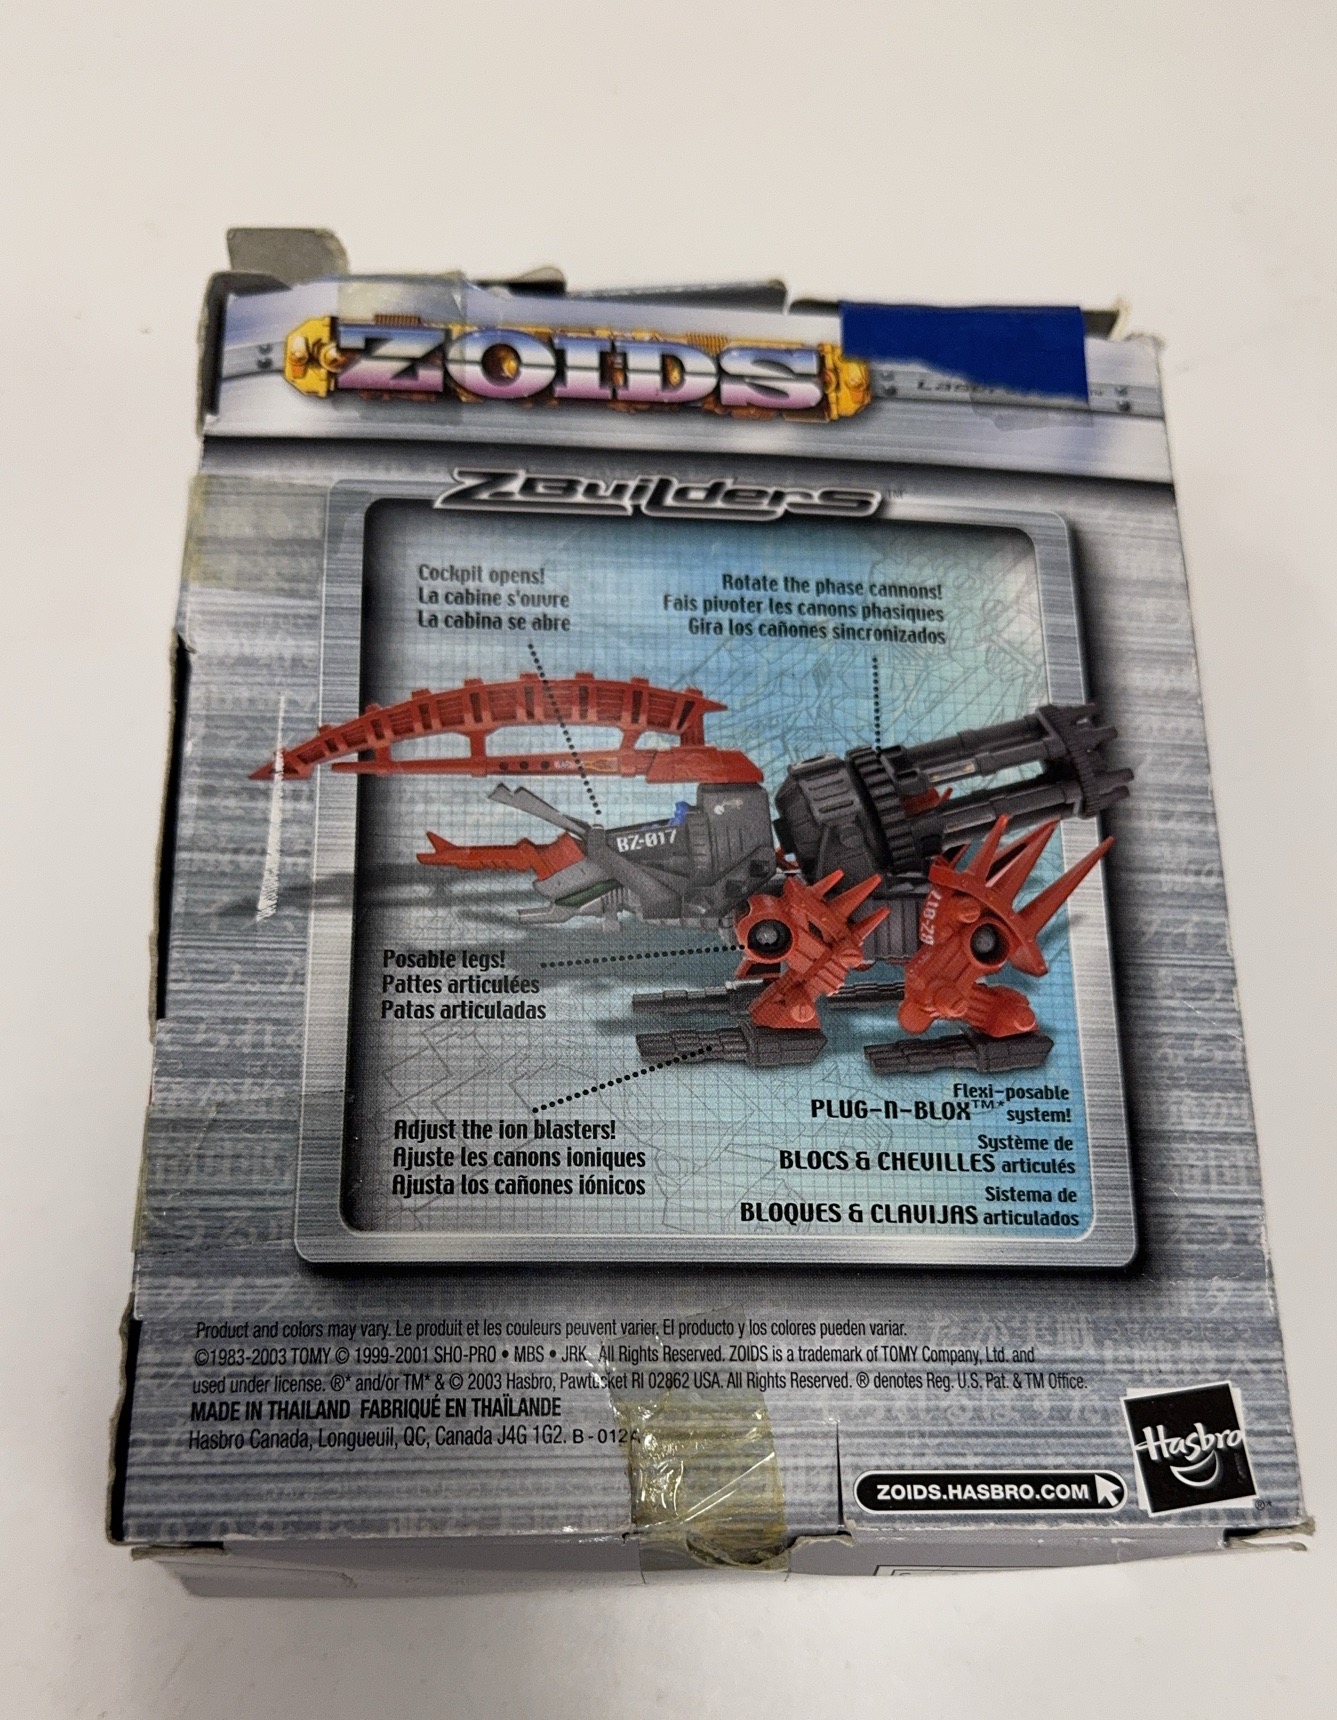 ZOIDS
Z-Builders™
Cockpit opens!
La cabine s'ouvre
La cabina se abre
Rotate the phase cannons!
Fais pivoter les canons phasiques
Gira los cañones sincronizados
BZ-017
BZ-017
Posable legs!
Pattes articulées
Patas articuladas
Adjust the ion blasters!
Ajuste les canons ioniques
Ajusta los cañones iónicos
Flexi-posable
PLUG-N-BLOX™* system!
Système de
BLOCS & CHEVILLES articulés
Sistema de
BLOQUES & CLAVIJAS articulados
Product and colors may vary. Le produit et les couleurs peuvent varier. El producto y los colores pueden variar.
©1983-2003 TOMY © 1999-2001 SHO-PRO • MBS • JRK. All Rights Reserved. ZOIDS is a trademark of TOMY Company, Ltd. and
used under license. ®* and/or TM* & © 2003 Hasbro, Pawtucket RI 02862 USA. All Rights Reserved. ® denotes Reg. U.S. Pat. & TM Office.
MADE IN THAILAND FABRIQUÉ EN THAÏLANDE
Hasbro Canada, Longueuil, QC, Canada J4G 1G2. B-012A
ZOIDS.HASBRO.COM
Hasbro
®*